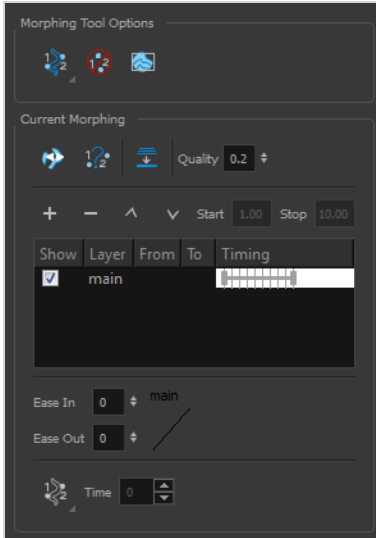 Morphing Tool Options
Current Morphing
Quality 0.2
Start 1.00 Stop 10.00
Show Layer From To Timing
main
Ease In 0 main
Ease Out 0
Time 0